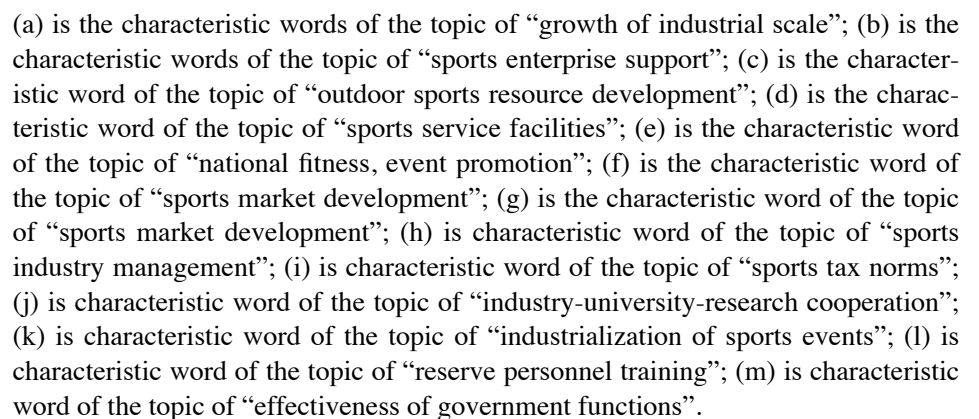 (a) is the characteristic words of the topic of “growth of industrial scale”; (b) is the
characteristic words of the topic of “sports enterprise support”; (c) is the character-
istic word of the topic of “outdoor sports resource development”; (d) is the charac-
teristic word of the topic of “sports service facilities”; (e) is the characteristic word
of the topic of “national fitness, event promotion”; (f) is the characteristic word of
the topic of “sports market development”; (g) is the characteristic word of the topic
of “sports market development”; (h) is characteristic word of the topic of “sports
industry management”; (i) is characteristic word of the topic of “sports tax norms”;
(j) is characteristic word of the topic of “industry-university-research cooperation”;
(k) is characteristic word of the topic of “industrialization of sports events”; (l) is
characteristic word of the topic of “reserve personnel training”; (m) is characteristic
word of the topic of “effectiveness of government functions”.